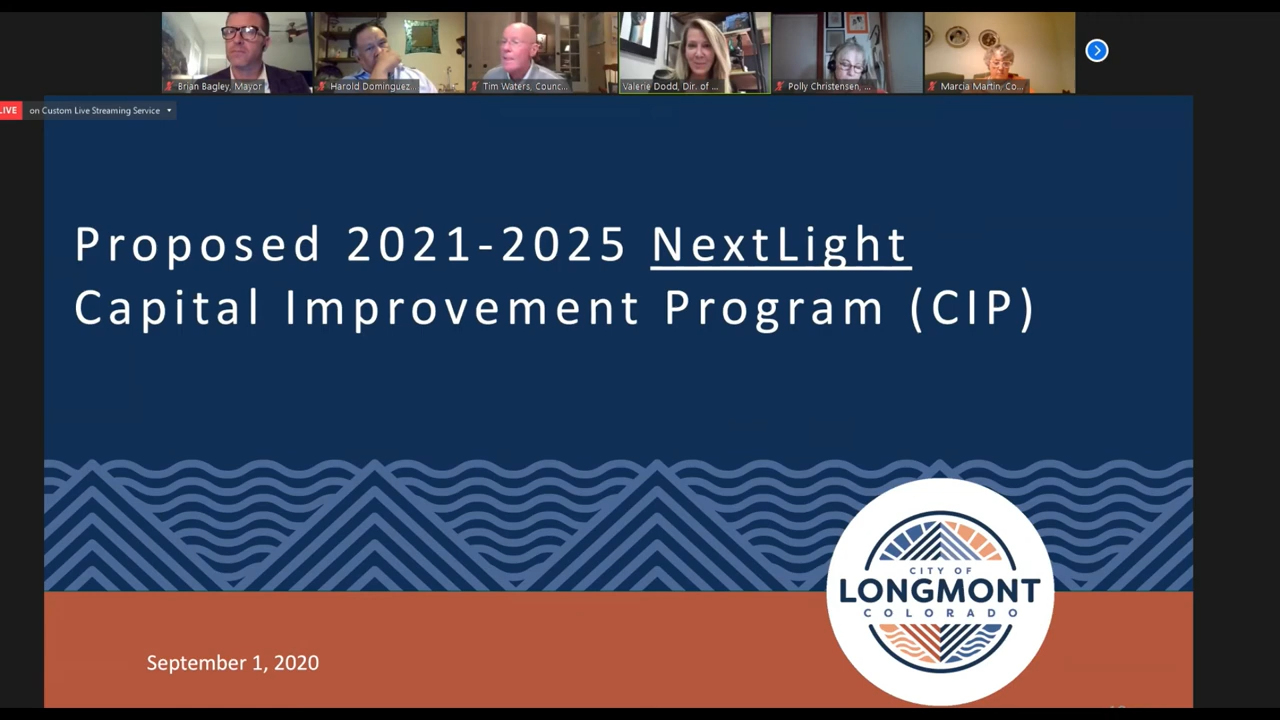 Brian Bagley, Mayor
Harold Dominguez...
Tim Waters, Counc...
Valerie Dodd, Dir. of ...
Polly Christensen, ...
Marcia Martin, Co...
LIVE
on Custom Live Streaming Service
Proposed 2021-2025 NextLight
Capital Improvement Program (CIP)
CITY OF
LONGMONT
COLORADO
September 1, 2020